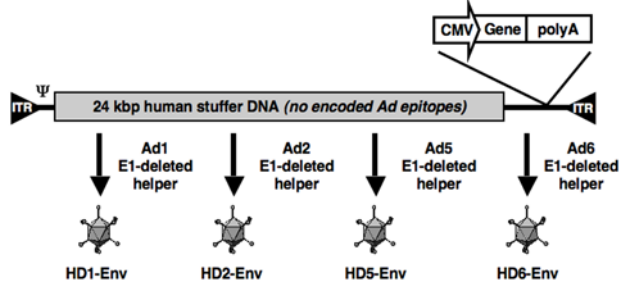 CMV Gene polyA
ITR Ψ 24 kbp human stuffer DNA (no encoded Ad epitopes) ITR
Ad1 Ad2 Ad5 Ad6
E1-deleted E1-deleted E1-deleted E1-deleted
helper helper helper helper
HD1-Env HD2-Env HD5-Env HD6-Env